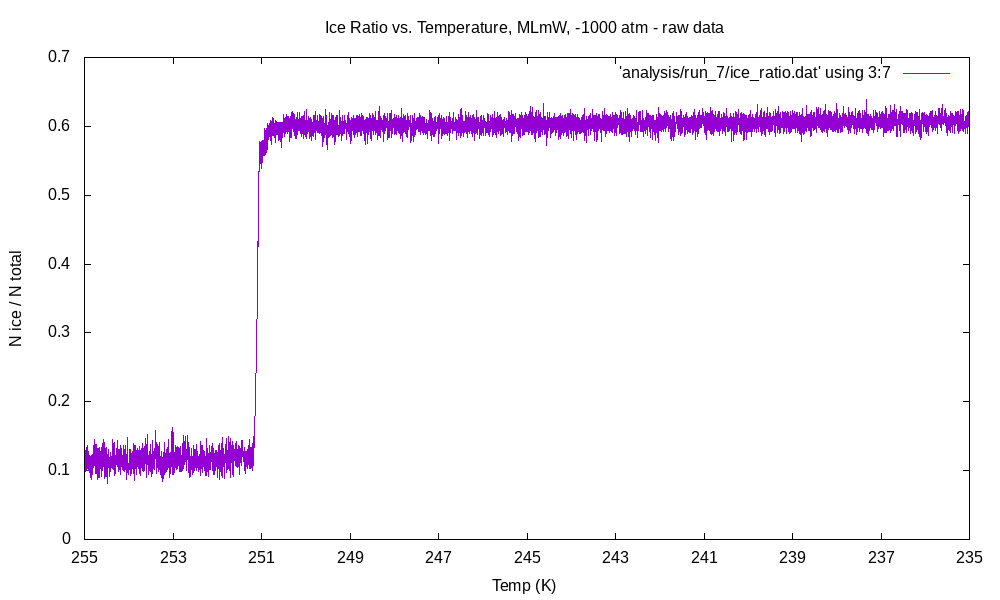 Ice Ratio vs. Temperature, MLmW, -1000 atm - raw data
'analysis/run_7/ice_ratio.dat' using 3:7
0.7
0.6
0.5
0.4
0.3
0.2
0.1
0
N ice / N total
255 253 251 249 247 245 243 241 239 237 235
Temp (K)